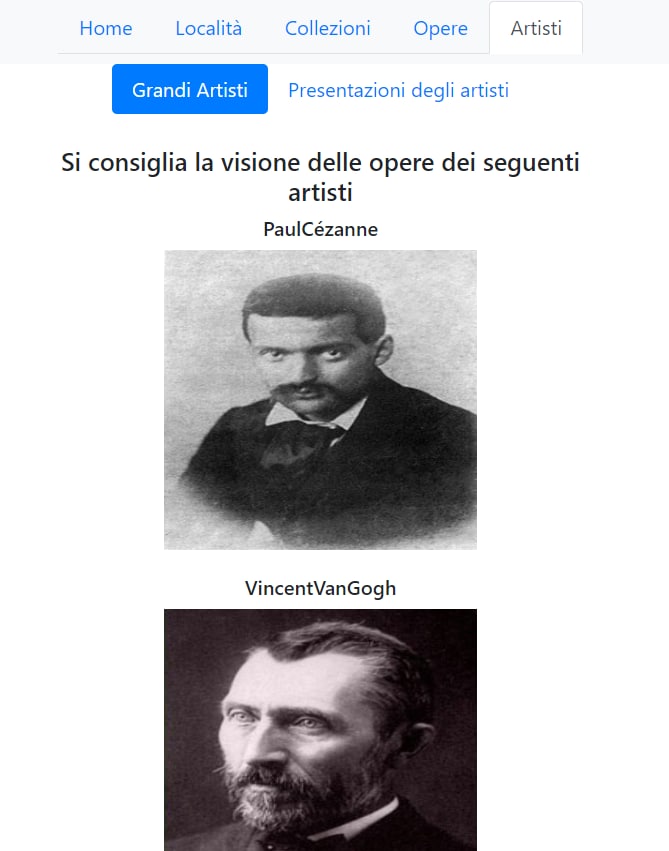 Home Località Collezioni Opere Artisti
Grandi Artisti Presentazioni degli artisti
Si consiglia la visione delle opere dei seguenti
artisti
PaulCézanne
VincentVanGogh